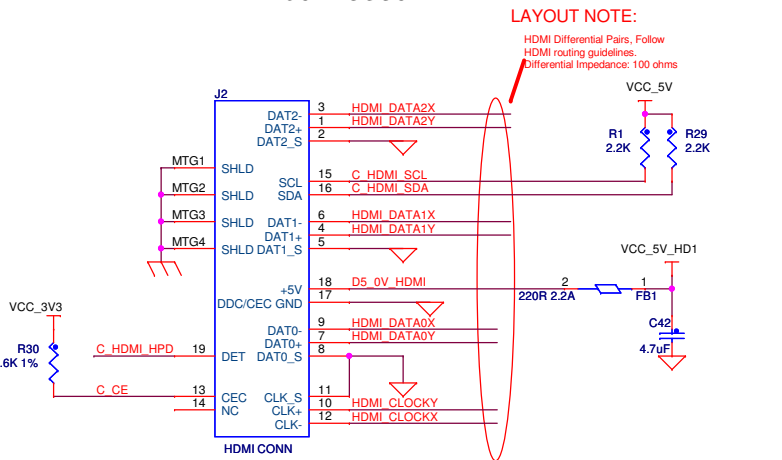 LAYOUT NOTE:
HDMI Differential Pairs, Follow
HDMI routing guidelines.
Differential Impedance: 100 ohms
VCC_5V
J2
3 HDMI_DATA2X
DAT2-
1 HDMI_DATA2Y
DAT2+
2
DAT2_S
R1
2.2K
R29
2.2K
MTG1
SHLD
15 C_HDMI_SCL
SCL
MTG2
SHLD
16 C_HDMI_SDA
SDA
MTG3
SHLD
6 HDMI_DATA1X
DAT1-
4 HDMI_DATA1Y
DAT1+
MTG4
SHLD
5
DAT1_S
VCC_5V_HD1
18 D5_0V_HDMI
+5V
2
1
220R 2.2A
FB1
17
DDC/CEC GND
VCC_3V3
9 HDMI_DATA0X
DAT0-
7 HDMI_DATA0Y
DAT0+
C42
4.7uF
R30
.6K 1%
C_HDMI_HPD 19
DET
8
DAT0_S
C_CE 13
CEC
11
CLK_S
14
NC
10 HDMI_CLOCKY
CLK+
12 HDMI_CLOCKX
CLK-
HDMI CONN